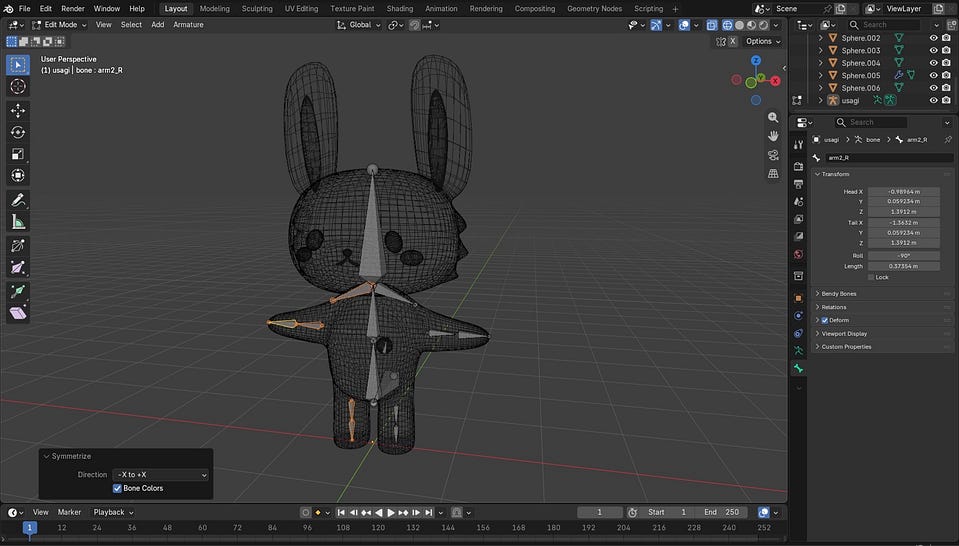 File Edit Render Window Help Layout Modeling Sculpting UV Editing Texture Paint Shading Animation Rendering Compositing Geometry Nodes Scripting Scene ViewLayer
Edit Mode View Select Add Armature Global Search
X Options
User Perspective
(1) usagi | bone : arm2_R
Z
Y
X
Sphere.002
Sphere.003
Sphere.004
Sphere.005
Sphere.006
usagi
Search
usagi > bone > arm2_R
arm2_R
Transform
Head X -0.98964 m
Y 0.059234 m
Z 1.3912 m
Tail X -1.3632 m
Y 0.059234 m
Z 1.3912 m
Roll -90°
Length 0.37354 m
Lock
Bendy Bones
Relations
Deform
Viewport Display
Custom Properties
Symmetrize
Direction -X to +X
Bone Colors
View Marker Playback 1 Start 1 End 250
1 12 24 36 48 60 72 84 96 108 120 132 144 156 168 180 192 204 216 228 240 252